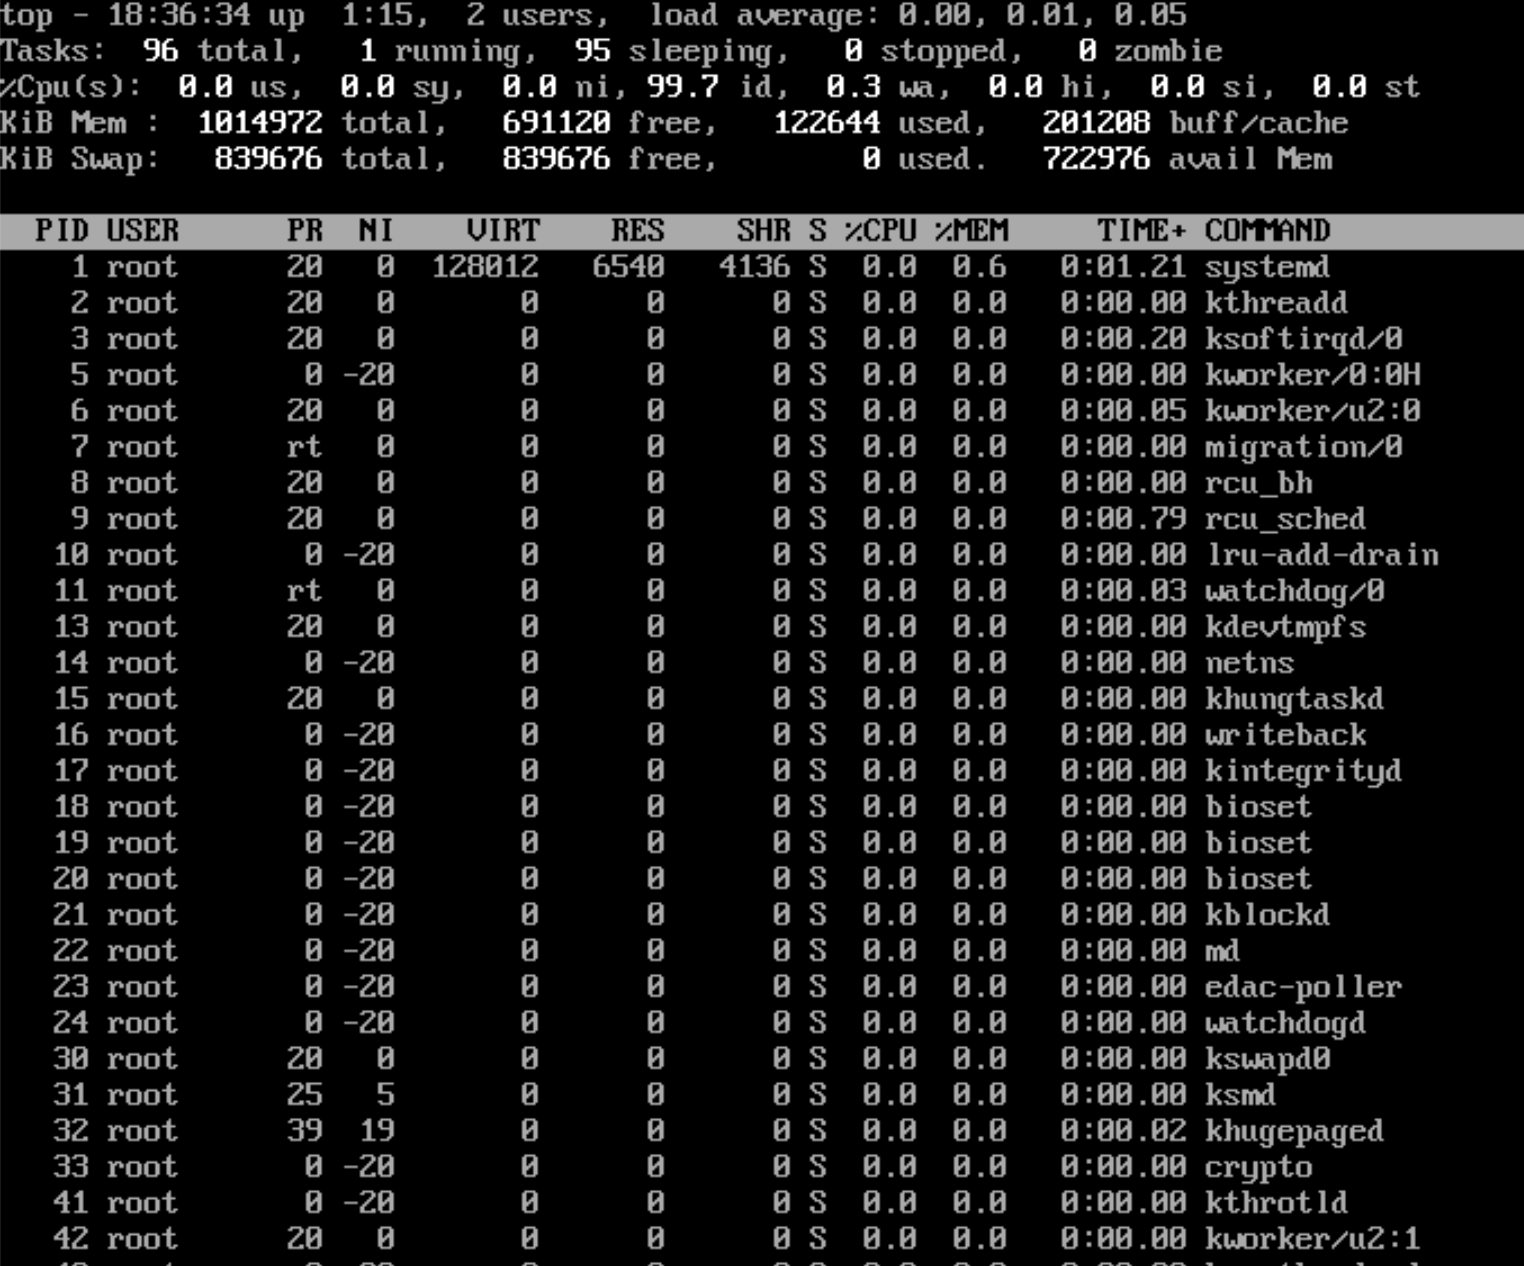 top - 18:36:34 up  1:15,  2 users,  load average: 0.00, 0.01, 0.05
Tasks:  96 total,   1 running,  95 sleeping,   0 stopped,   0 zombie
%Cpu(s):  0.0 us,  0.0 sy,  0.0 ni, 99.7 id,  0.3 wa,  0.0 hi,  0.0 si,  0.0 st
KiB Mem :  1014972 total,   691120 free,   122644 used,   201208 buff/cache
KiB Swap:   839676 total,   839676 free,        0 used.   722976 avail Mem
PID USER PR NI VIRT RES SHR S %CPU %MEM TIME+ COMMAND
1 root 20 0 128012 6540 4136 S 0.0 0.6 0:01.21 systemd
2 root 20 0 0 0 0 S 0.0 0.0 0:00.00 kthreadd
3 root 20 0 0 0 0 S 0.0 0.0 0:00.20 ksoftirqd/0
5 root 0 -20 0 0 0 S 0.0 0.0 0:00.00 kworker/0:0H
6 root 20 0 0 0 0 S 0.0 0.0 0:00.05 kworker/u2:0
7 root rt 0 0 0 0 S 0.0 0.0 0:00.00 migration/0
8 root 20 0 0 0 0 S 0.0 0.0 0:00.00 rcu_bh
9 root 20 0 0 0 0 S 0.0 0.0 0:00.79 rcu_sched
10 root 0 -20 0 0 0 S 0.0 0.0 0:00.00 lru-add-drain
11 root rt 0 0 0 0 S 0.0 0.0 0:00.03 watchdog/0
13 root 20 0 0 0 0 S 0.0 0.0 0:00.00 kdevtmpfs
14 root 0 -20 0 0 0 S 0.0 0.0 0:00.00 netns
15 root 20 0 0 0 0 S 0.0 0.0 0:00.00 khungtaskd
16 root 0 -20 0 0 0 S 0.0 0.0 0:00.00 writeback
17 root 0 -20 0 0 0 S 0.0 0.0 0:00.00 kintegrityd
18 root 0 -20 0 0 0 S 0.0 0.0 0:00.00 bioset
19 root 0 -20 0 0 0 S 0.0 0.0 0:00.00 bioset
20 root 0 -20 0 0 0 S 0.0 0.0 0:00.00 bioset
21 root 0 -20 0 0 0 S 0.0 0.0 0:00.00 kblockd
22 root 0 -20 0 0 0 S 0.0 0.0 0:00.00 md
23 root 0 -20 0 0 0 S 0.0 0.0 0:00.00 edac-poller
24 root 0 -20 0 0 0 S 0.0 0.0 0:00.00 watchdogd
30 root 20 0 0 0 0 S 0.0 0.0 0:00.00 kswapd0
31 root 25 5 0 0 0 S 0.0 0.0 0:00.00 ksmd
32 root 39 19 0 0 0 S 0.0 0.0 0:00.02 khugepaged
33 root 0 -20 0 0 0 S 0.0 0.0 0:00.00 crypto
41 root 0 -20 0 0 0 S 0.0 0.0 0:00.00 kthrotld
42 root 20 0 0 0 0 S 0.0 0.0 0:00.00 kworker/u2:1